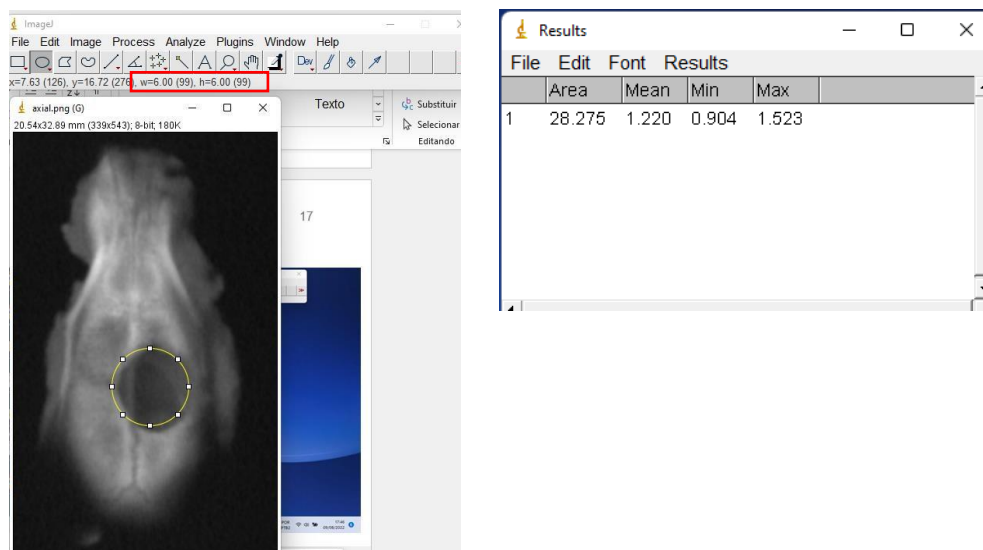 ImageJ
File Edit Image Process Analyze Plugins Window Help
A Dev
x=7.63 (126), y=16.72 (276), w=6.00 (99), h=6.00 (99)
Texto
Substituir
Selecionar
Editando
axial.png (G)
20.54x32.89 mm (339x543); 8-bit; 180K
17
Results
File Edit Font Results
Area Mean Min Max
1 28.275 1.220 0.904 1.523